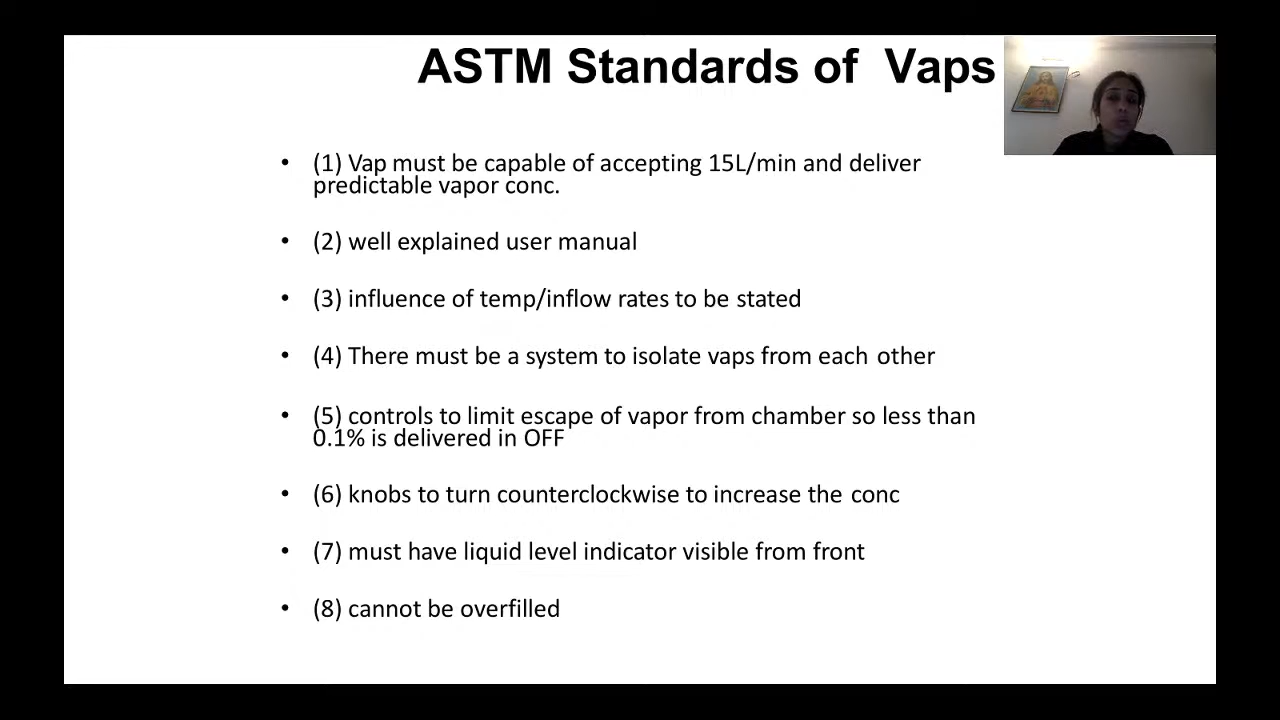 ASTM Standards of Vaps
• (1) Vap must be capable of accepting 15L/min and deliver
predictable vapor conc.
• (2) well explained user manual
• (3) influence of temp/inflow rates to be stated
• (4) There must be a system to isolate vaps from each other
• (5) controls to limit escape of vapor from chamber so less than
0.1% is delivered in OFF
• (6) knobs to turn counterclockwise to increase the conc
• (7) must have liquid level indicator visible from front
• (8) cannot be overfilled